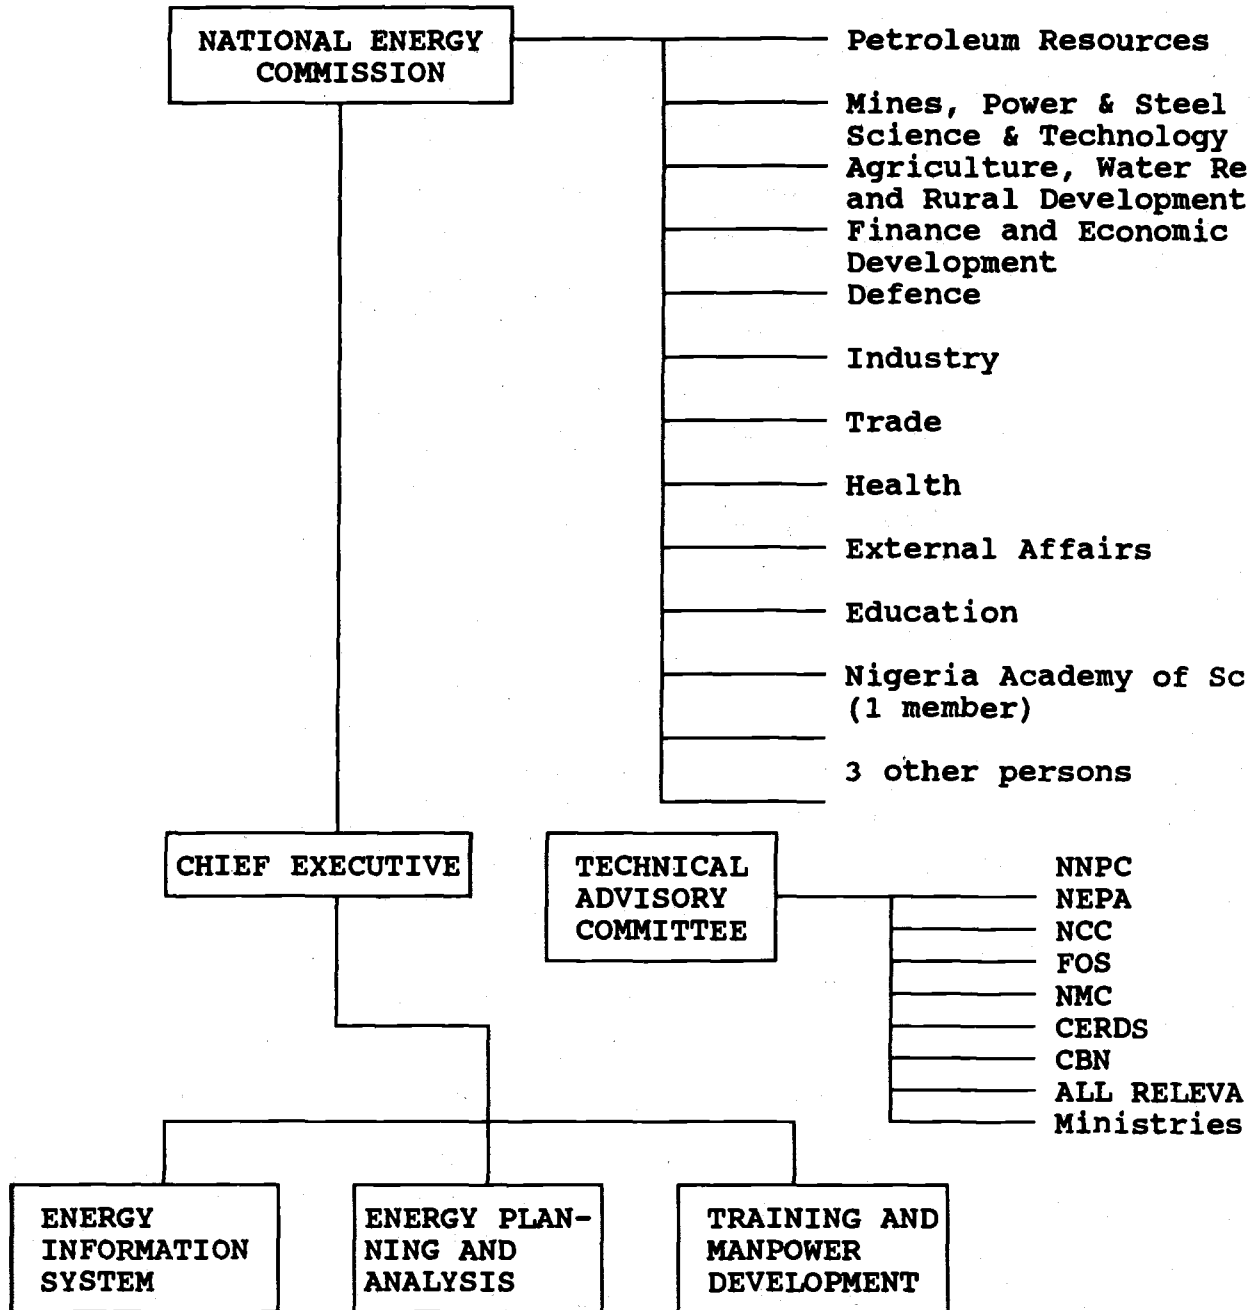 NATIONAL ENERGY
COMMISSION
Petroleum Resources
Mines, Power & Steel
Science & Technology
Agriculture, Water Re
and Rural Development
Finance and Economic
Development
Defence
Industry
Trade
Health
External Affairs
Education
Nigeria Academy of Sc
(1 member)
3 other persons
CHIEF EXECUTIVE
TECHNICAL
ADVISORY
COMMITTEE
NNPC
NEPA
NCC
FOS
NMC
CERDS
CBN
ALL RELEVA
Ministries
ENERGY
INFORMATION
SYSTEM
ENERGY PLAN-
NING AND
ANALYSIS
TRAINING AND
MANPOWER
DEVELOPMENT